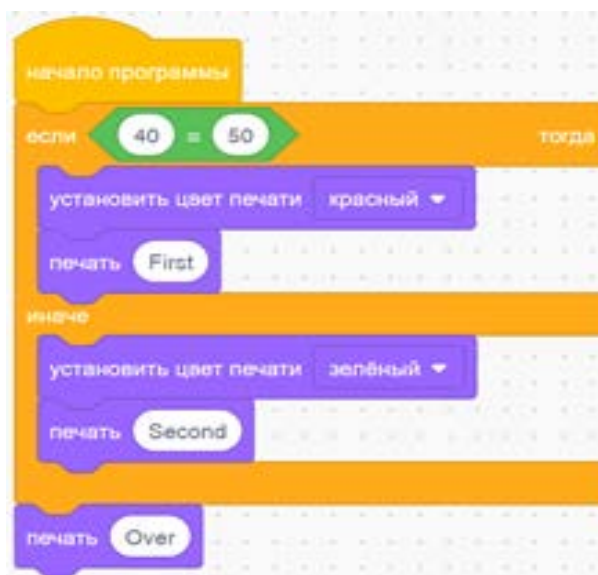 начало программы
если 40 = 50 тогда
установить цвет печати красный
печать First
иначе
установить цвет печати зелёный
печать Second
печать Over